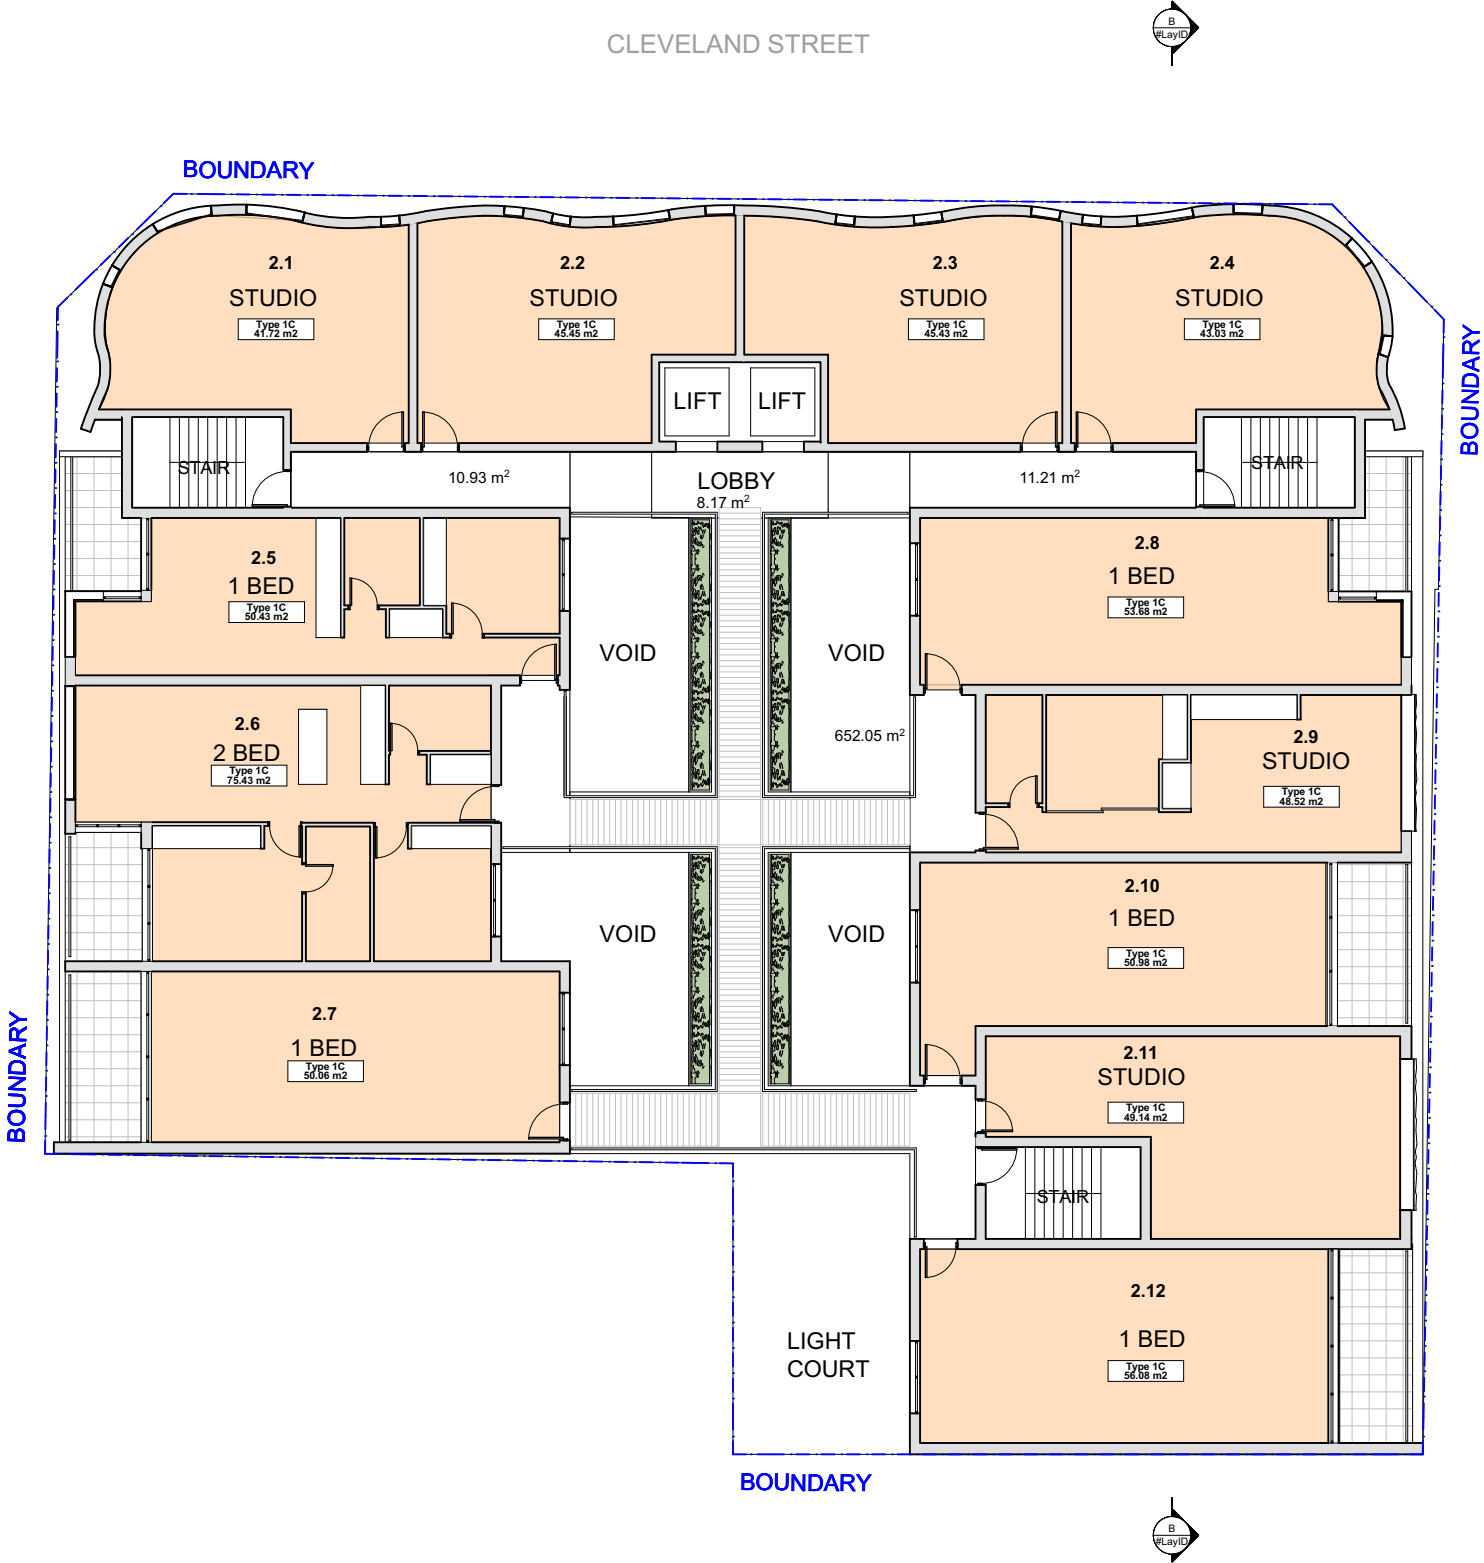 B
#LayID
CLEVELAND STREET
BOUNDARY
2.1
STUDIO
Type 1C
41.72 m2
2.2
STUDIO
Type 1C
45.45 m2
2.3
STUDIO
Type 1C
45.43 m2
2.4
STUDIO
Type 1C
43.03 m2
BOUNDARY
LIFT
LIFT
STAIR
10.93 m²
LOBBY
8.17 m²
11.21 m²
STAIR
2.5
1 BED
Type 1C
50.43 m2
VOID
VOID
2.8
1 BED
Type 1C
53.68 m2
2.6
2 BED
Type 1C
75.43 m2
652.05 m²
2.9
STUDIO
Type 1C
48.52 m2
VOID
VOID
2.10
1 BED
Type 1C
50.98 m2
BOUNDARY
2.7
1 BED
Type 1C
50.06 m2
2.11
STUDIO
Type 1C
49.14 m2
STAIR
LIGHT
COURT
2.12
1 BED
Type 1C
56.08 m2
BOUNDARY
B
#LayID